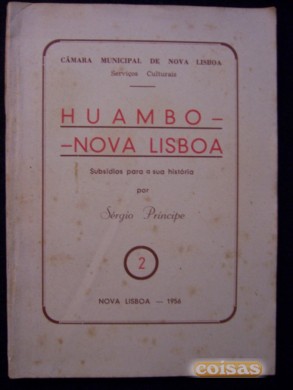 CÂMARA MUNICIPAL DE NOVA LISBOA
Serviços Culturais
HUAMBO –
–NOVA LISBOA
Subsídios para a sua história
por
Sérgio Príncipe
2
NOVA LISBOA — 1956
coisas